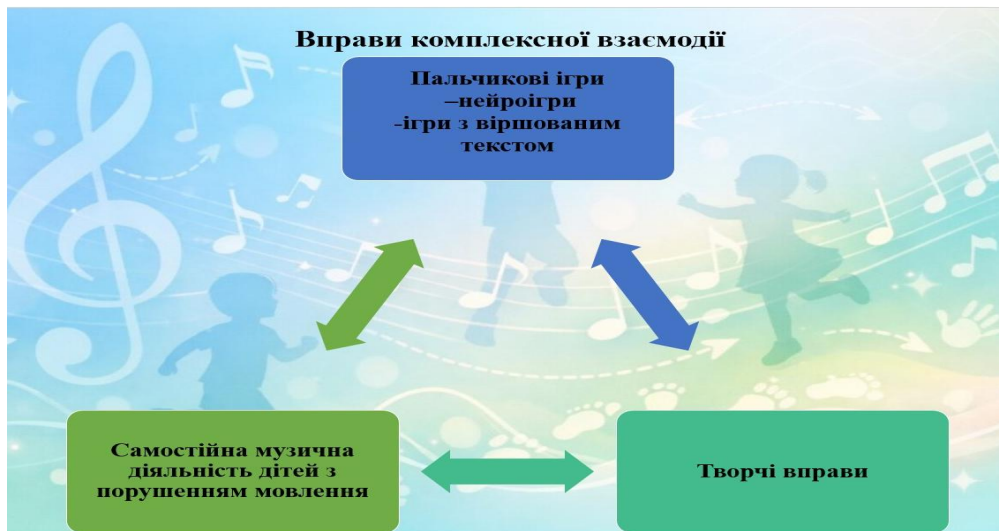 Вправи комплексної взаємодії
Пальчикові ігри
–нейроігри
-ігри з віршованим
текстом
Самостійна музична
діяльність дітей з
порушенням мовлення
Творчі вправи